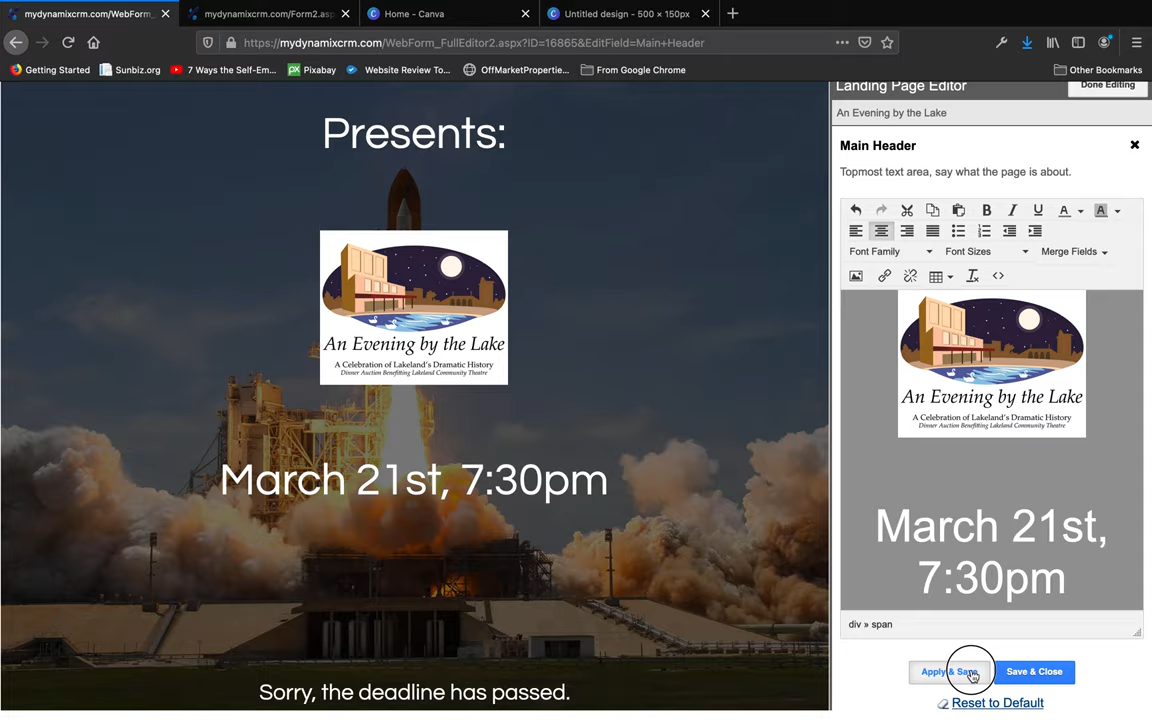 mydynamixcrm.com/WebForm_
mydynamixcrm.com/Form2.asp
Home - Canva
Untitled design - 500 × 150px
https://mydynamixcrm.com/WebForm_FullEditor2.aspx?ID=16865&EditField=Main+Header
Getting Started
Sunbiz.org
7 Ways the Self-Em...
Pixabay
Website Review To...
OffMarketPropertie...
From Google Chrome
Other Bookmarks
Presents:
An Evening by the Lake
A Celebration of Lakeland's Dramatic History
Dinner Auction Benefitting Lakeland Community Theatre
March 21st, 7:30pm
Sorry, the deadline has passed.
Landing Page Editor
Done Editing
An Evening by the Lake
Main Header
Topmost text area, say what the page is about.
Font Family
Font Sizes
Merge Fields
An Evening by the Lake
A Celebration of Lakeland's Dramatic History
Dinner Auction Benefitting Lakeland Community Theatre
March 21st,
7:30pm
div » span
Apply & Save
Save & Close
Reset to Default